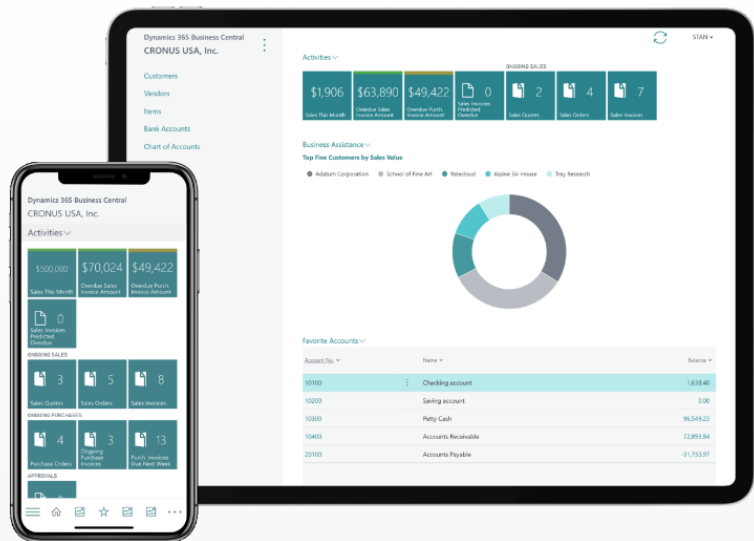 Dynamics 365 Business Central
CRONUS USA, Inc.
STAN
Customers
Vendors
Items
Bank Accounts
Chart of Accounts
Activities
ONGOING SALES
$1,906
Sales This Month
$63,890
Overdue Sales
Invoice Amount
$49,422
Overdue Purch.
Invoice Amount
0
Sales Invoices
Predicted
Overdue
2
Sales Quotes
4
Sales Orders
7
Sales Invoices
Business Assistance
Top Five Customers by Sales Value
Adatum Corporation School of Fine Art Relecloud Alpine Ski House Trey Research
Favorite Accounts
Account No. Name Balance
10100 Checking account 1,638.40
10200 Saving account 0.00
10300 Petty Cash 96,549.23
10400 Accounts Receivable 72,893.84
20100 Accounts Payable -51,753.97
Dynamics 365 Business Central
CRONUS USA, Inc.
Activities
$500,000
Sales This Month
$70,024
Overdue Sales
Invoice Amount
$49,422
Overdue Purch.
Invoice Amount
0
Sales Invoices
Predicted
Overdue
ONGOING SALES
3
Sales Quotes
5
Sales Orders
8
Sales Invoices
ONGOING PURCHASES
4
Purchase Orders
3
Ongoing
Purchase
Invoices
13
Purch. Invoices
Due Next Week
APPROVALS